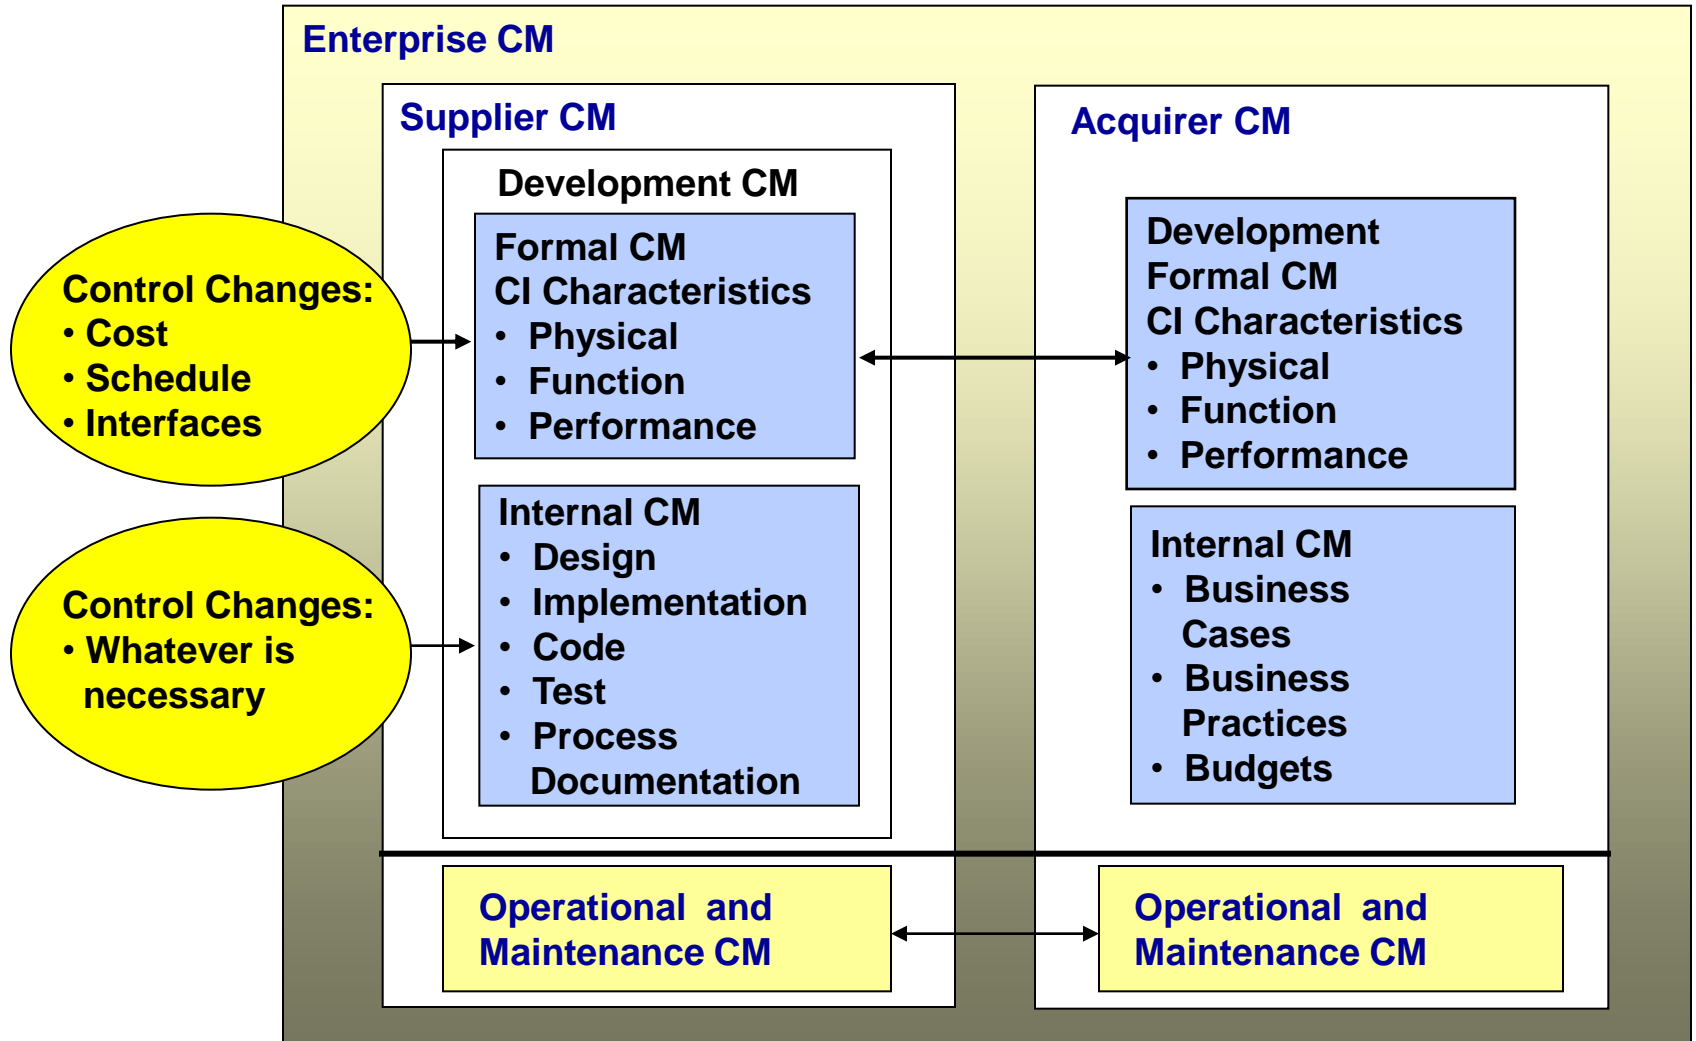 Enterprise CM
Supplier CM
Development CM
Formal CM
CI Characteristics
• Physical
• Function
• Performance
Internal CM
• Design
• Implementation
• Code
• Test
• Process
Documentation
Operational and
Maintenance CM
Acquirer CM
Development
Formal CM
CI Characteristics
• Physical
• Function
• Performance
Internal CM
• Business
Cases
• Business
Practices
• Budgets
Operational and
Maintenance CM
Control Changes:
• Cost
• Schedule
• Interfaces
Control Changes:
• Whatever is
necessary